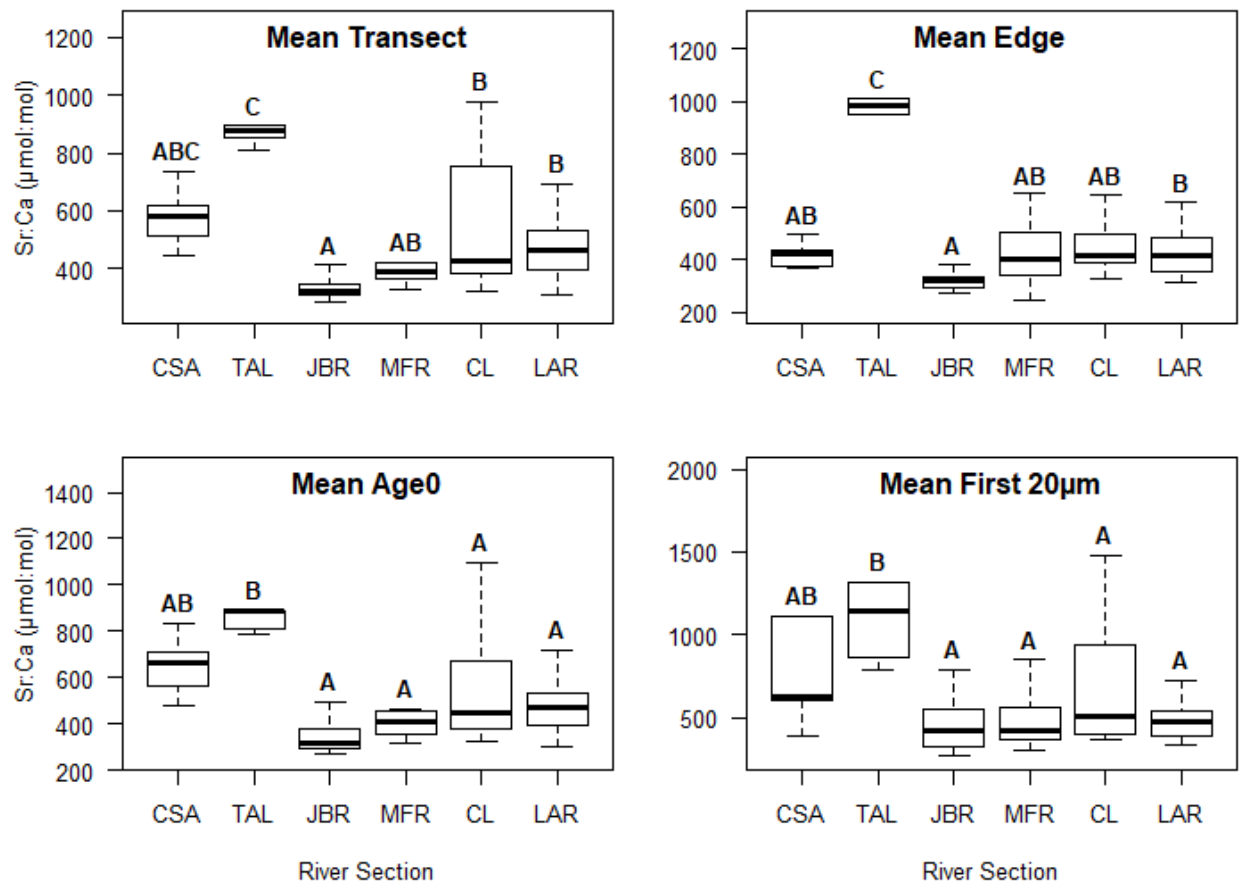 Mean Transect
Sr:Ca (µmol:mol)
1200
1000
800
600
400
ABC
C
A
AB
B
B
CSA TAL JBR MFR CL LAR
Mean Edge
1200
1000
800
600
400
200
AB
C
A
AB
AB
B
CSA TAL JBR MFR CL LAR
Mean Age0
Sr:Ca (µmol:mol)
1400
1200
1000
800
600
400
200
AB
B
A
A
A
A
CSA TAL JBR MFR CL LAR
River Section
Mean First 20µm
2000
1500
1000
500
AB
B
A
A
A
A
CSA TAL JBR MFR CL LAR
River Section